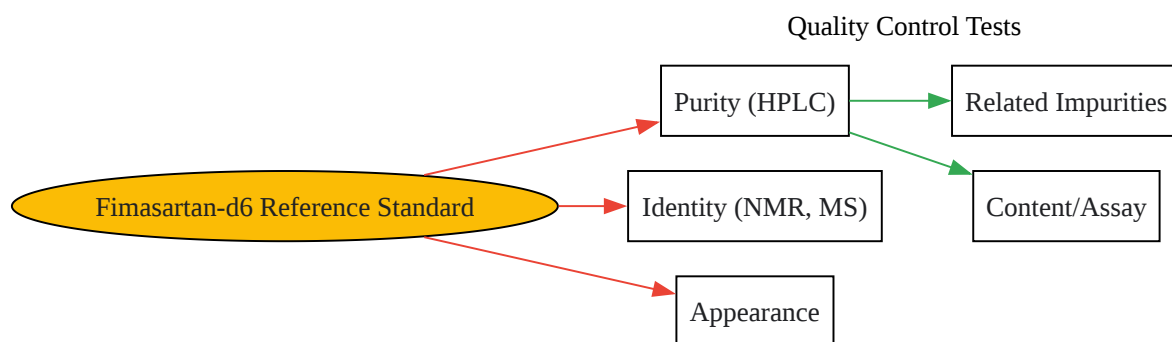 Quality Control Tests
Purity (HPLC)
Related Impurities
Fimasartan-d6 Reference Standard
Identity (NMR, MS)
Content/Assay
Appearance